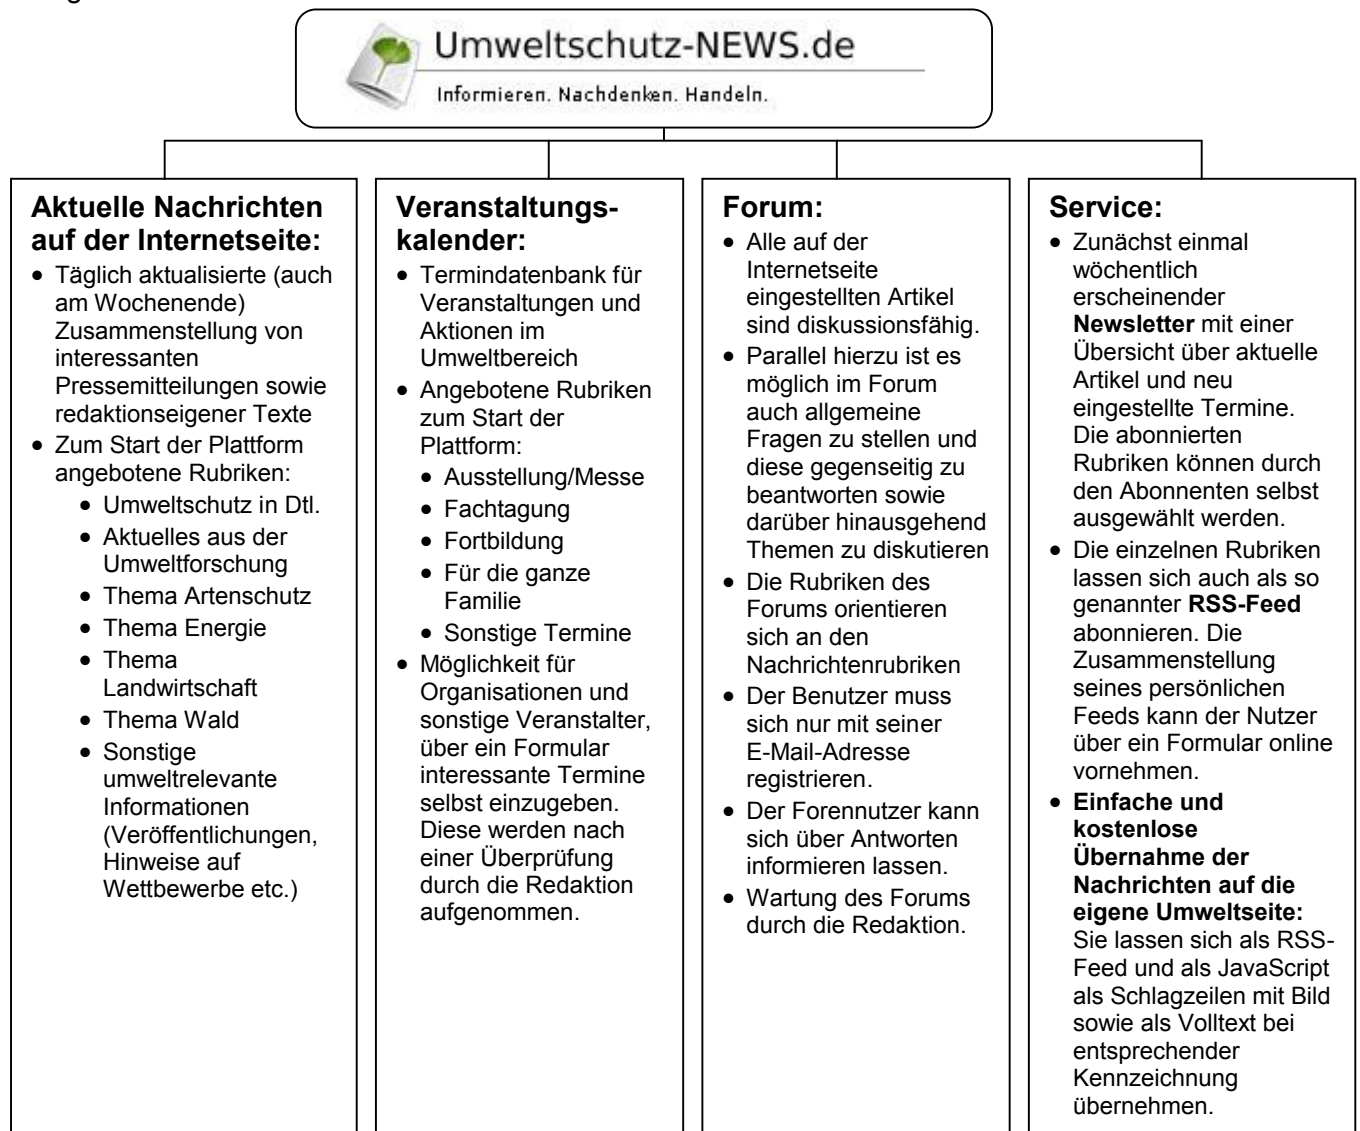 Umweltschutz-NEWS.de
Informieren. Nachdenken. Handeln.
Aktuelle Nachrichten
auf der Internetseite:
• Täglich aktualisierte (auch
am Wochenende)
Zusammenstellung von
interessanten
Pressemitteilungen sowie
redaktionseigener Texte
• Zum Start der Plattform
angebotene Rubriken:
• Umweltschutz in Dtl.
• Aktuelles aus der
Umweltforschung
• Thema Artenschutz
• Thema Energie
• Thema
Landwirtschaft
• Thema Wald
• Sonstige
umweltrelevante
Informationen
(Veröffentlichungen,
Hinweise auf
Wettbewerbe etc.)
Veranstaltungs-
kalender:
• Termindatenbank für
Veranstaltungen und
Aktionen im
Umweltbereich
• Angebotene Rubriken
zum Start der
Plattform:
• Ausstellung/Messe
• Fachtagung
• Fortbildung
• Für die ganze
Familie
• Sonstige Termine
• Möglichkeit für
Organisationen und
sonstige Veranstalter,
über ein Formular
interessante Termine
selbst einzugeben.
Diese werden nach
einer Überprüfung
durch die Redaktion
aufgenommen.
Forum:
• Alle auf der
Internetseite
eingestellten Artikel
sind diskussionsfähig.
• Parallel hierzu ist es
möglich im Forum
auch allgemeine
Fragen zu stellen und
diese gegenseitig zu
beantworten sowie
darüber hinausgehend
Themen zu diskutieren
• Die Rubriken des
Forums orientieren
sich an den
Nachrichtenrubriken
• Der Benutzer muss
sich nur mit seiner
E-Mail-Adresse
registrieren.
• Der Forennutzer kann
sich über Antworten
informieren lassen.
• Wartung des Forums
durch die Redaktion.
Service:
• Zunächst einmal
wöchentlich
erscheinender
Newsletter mit einer
Übersicht über aktuelle
Artikel und neu
eingestellte Termine.
Die abonnierten
Rubriken können durch
den Abonnenten selbst
ausgewählt werden.
• Die einzelnen Rubriken
lassen sich auch als so
genannter RSS-Feed
abonnieren. Die
Zusammenstellung
seines persönlichen
Feeds kann der Nutzer
über ein Formular online
vornehmen.
• Einfache und
kostenlose
Übernahme der
Nachrichten auf die
eigene Umweltseite:
Sie lassen sich als RSS-
Feed und als JavaScript
als Schlagzeilen mit Bild
sowie als Volltext bei
entsprechender
Kennzeichnung
übernehmen.